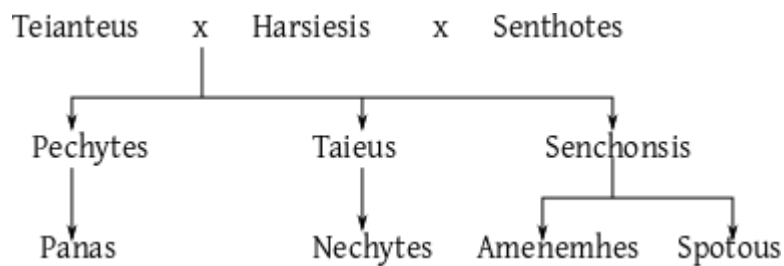 Teianteus x Harsiesis x Senthotes
Pechytes Taieus Senchonsis
Panas Nechytes Amenemhes Spotous